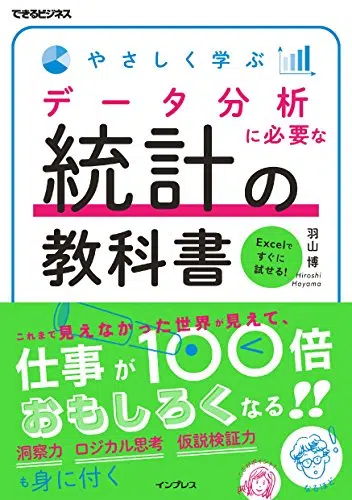 できるビジネス
やさしく学ぶ
データ分析
に必要な
統計の
教科書
Excelで
すぐに
試せる!
羽山 博
Hiroshi
Hayama
これまで見えなかった世界が見えて、
仕事が100倍
おもしろくなる!!
洞察力 ロジカル思考 仮説検証力
も身に付く
インプレス
なるほど